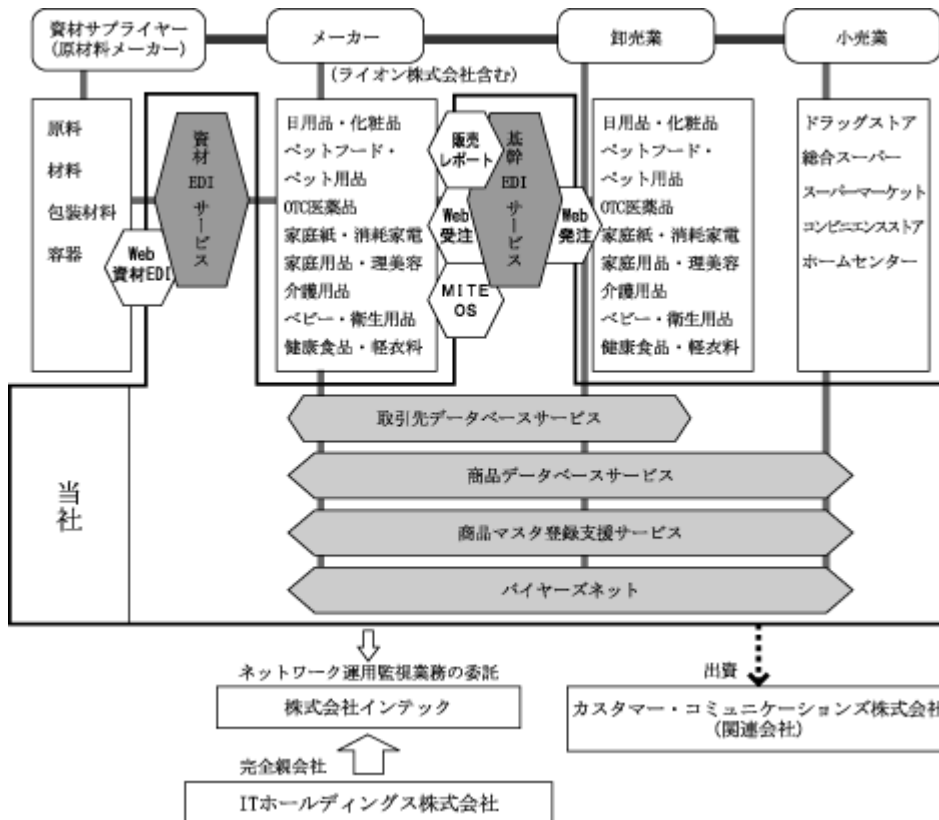 資材サプライヤー
(原材料メーカー)
メーカー
卸売業
小売業
(ライオン株式会社含む)
原料
材料
包装材料
容器
資材EDIサービス
Web
資材EDI
日用品・化粧品
ペットフード・
ペット用品
OTC医薬品
家庭紙・消耗家電
家庭用品・理美容
介護用品
ベビー・衛生用品
健康食品・軽衣料
販売
レポート
Web
受注
MITE
OS
基幹EDIサービス
Web
発注
日用品・化粧品
ペットフード・
ペット用品
OTC医薬品
家庭紙・消耗家電
家庭用品・理美容
介護用品
ベビー・衛生用品
健康食品・軽衣料
ドラッグストア
総合スーパー
スーパーマーケット
コンビニエンスストア
ホームセンター
当社
取引先データベースサービス
商品データベースサービス
商品マスタ登録支援サービス
バイヤーズネット
ネットワーク運用監視業務の委託
株式会社インテック
完全親会社
ITホールディングス株式会社
出資
カスタマー・コミュニケーションズ株式会社
(関連会社)